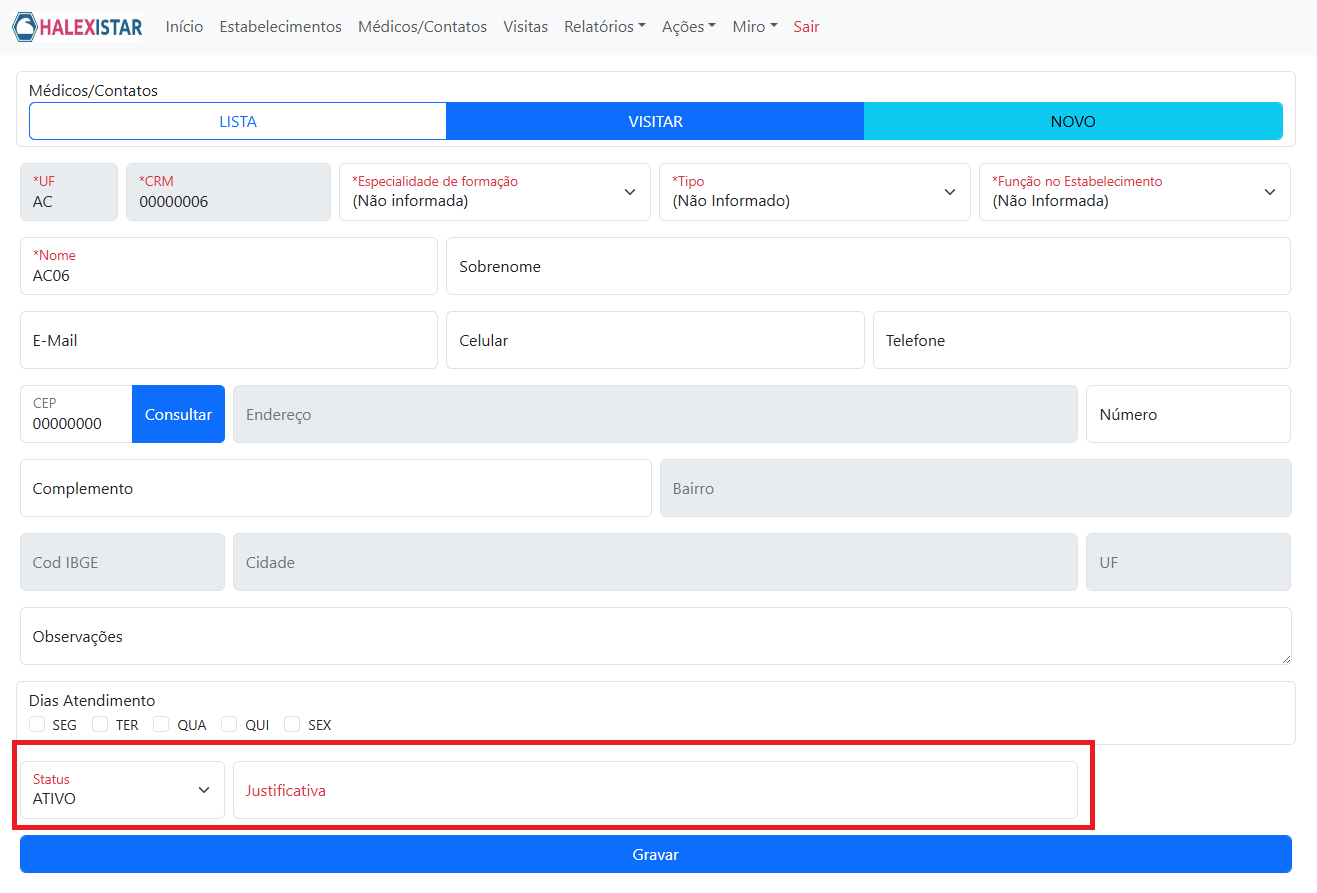 HALEXISTAR Início Estabelecimentos Médicos/Contatos Visitas Relatórios Ações Miro Sair
Médicos/Contatos
LISTA VISITAR NOVO
*UF *CRM *Especialidade de formação *Tipo *Função no Estabelecimento
AC 00000006 (Não informada) (Não Informado) (Não Informada)
*Nome
AC06 Sobrenome
E-Mail Celular Telefone
CEP
00000000 Consultar Endereço Número
Complemento Bairro
Cod IBGE Cidade UF
Observações
Dias Atendimento
SEG TER QUA QUI SEX
Status
ATIVO Justificativa
Gravar